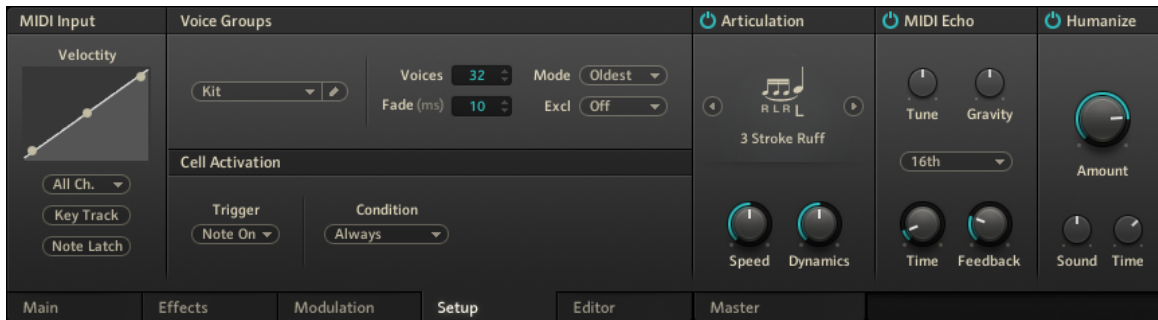 MIDI Input
Veloctity
All Ch.
Key Track
Note Latch
Voice Groups
Kit
Voices 32 Mode Oldest
Fade (ms) 10 Excl Off
Cell Activation
Trigger Condition
Note On Always
Articulation
R L R L
3 Stroke Ruff
Speed Dynamics
MIDI Echo
Tune Gravity
16th
Time Feedback
Humanize
Amount
Sound Time
Main Effects Modulation Setup Editor Master